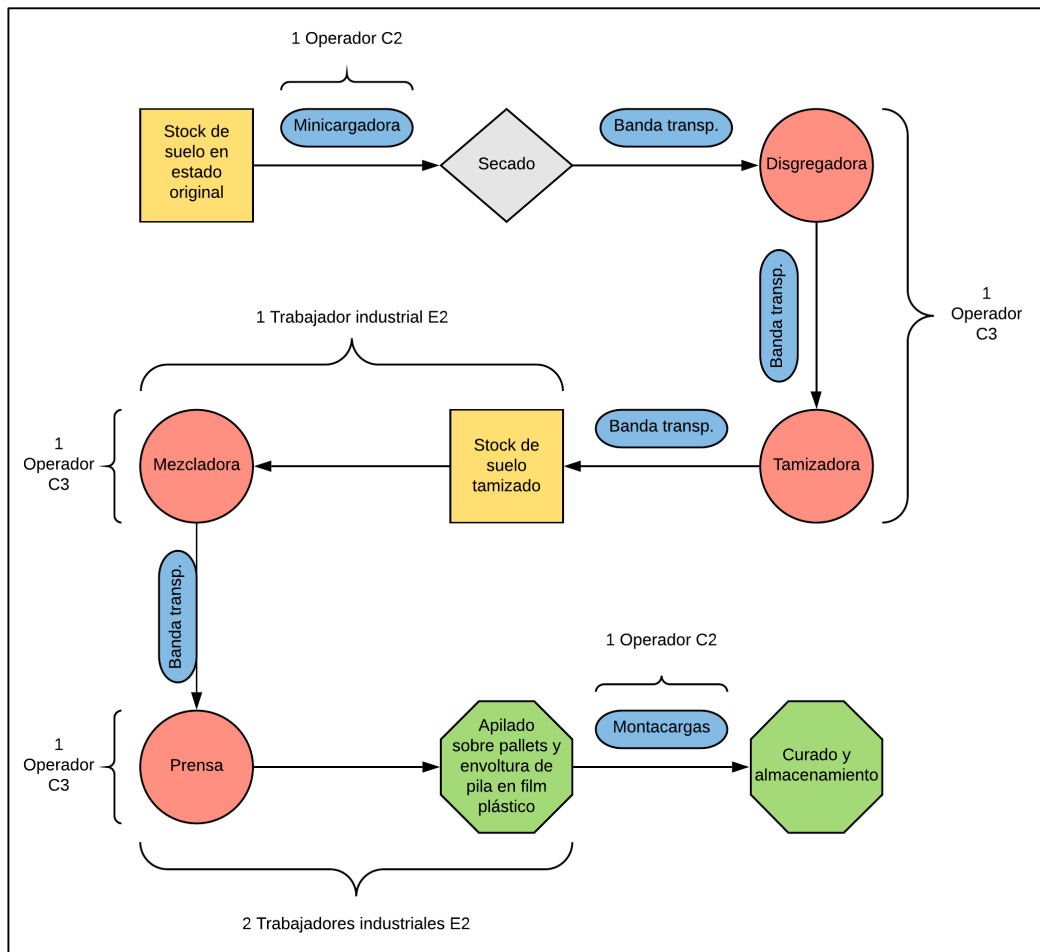 1 Operador C2
Minicargadora
Stock de
suelo en
estado
original
Secado
Banda transp.
Disgregadora
Banda transp.
1
Operador
C3
1 Trabajador industrial E2
1
Operador
C3
Mezcladora
Stock de
suelo
tamizado
Banda transp.
Tamizadora
Banda transp.
1 Operador C2
1
Operador
C3
Prensa
Apilado
sobre pallets y
envoltura de
pila en film
plástico
Montacargas
Curado y
almacenamiento
2 Trabajadores industriales E2